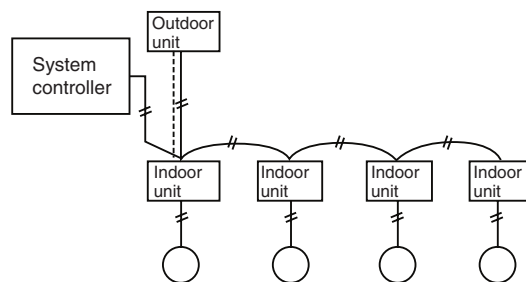 Outdoor
unit
System
controller
Indoor
unit
Indoor
unit
Indoor
unit
Indoor
unit